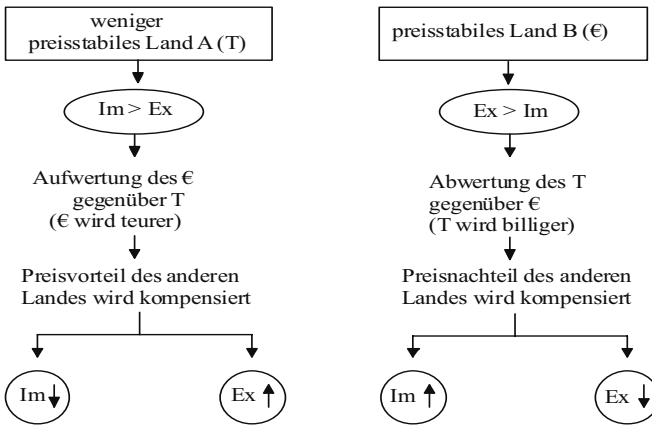 weniger
preisstabiles Land A (T)
Im > Ex
Aufwertung des €
gegenüber T
(€ wird teurer)
Preisvorteil des anderen
Landes wird kompensiert
Im ↓
Ex ↑
preisstabiles Land B (€)
Ex > Im
Abwertung des T
gegenüber €
(T wird billiger)
Preisnachteil des anderen
Landes wird kompensiert
Im ↑
Ex ↓